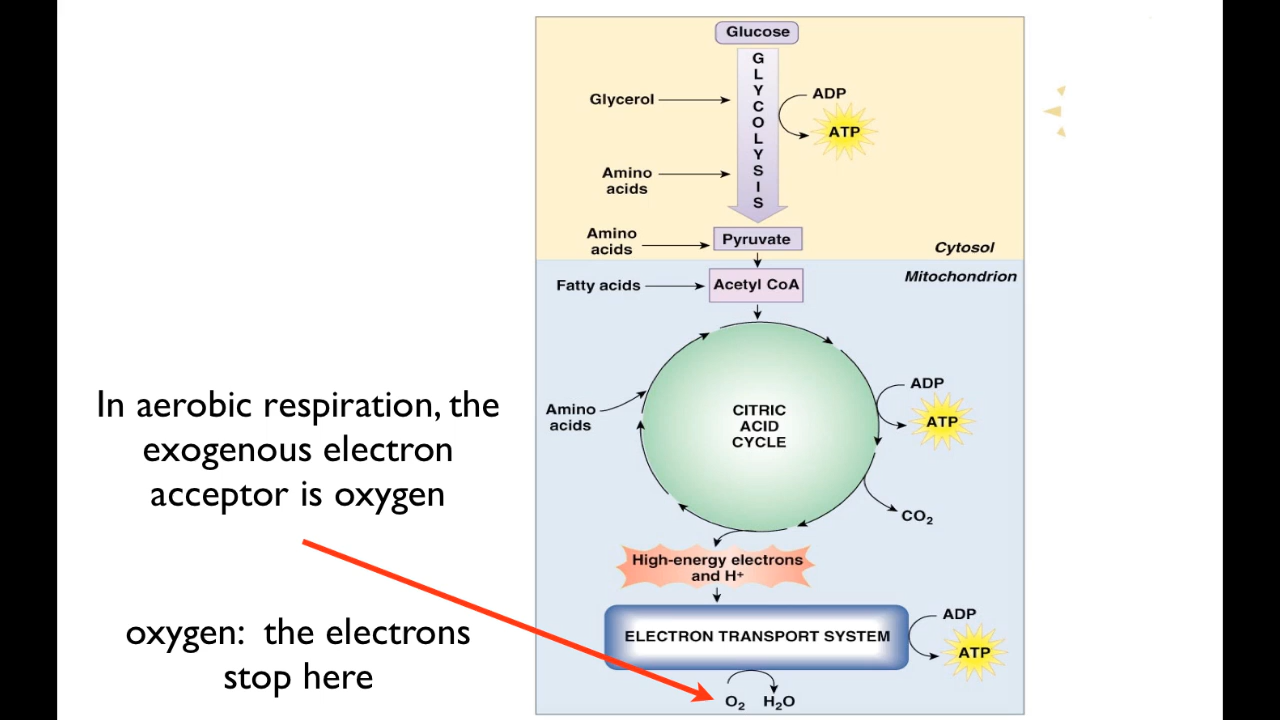 Glucose
GLYCOLYSIS
Glycerol
ADP
ATP
Amino
acids
Amino
acids
Pyruvate
Cytosol
Mitochondrion
Fatty acids
Acetyl CoA
In aerobic respiration, the
exogenous electron
acceptor is oxygen
Amino
acids
CITRIC
ACID
CYCLE
ADP
ATP
CO₂
High-energy electrons
and H⁺
oxygen: the electrons
stop here
ELECTRON TRANSPORT SYSTEM
ADP
ATP
O₂ H₂O